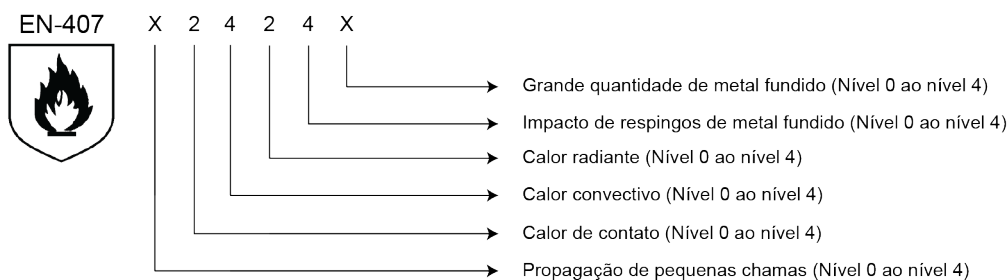 EN-407 X 2 4 2 4 X
Grande quantidade de metal fundido (Nível 0 ao nível 4)
Impacto de respingos de metal fundido (Nível 0 ao nível 4)
Calor radiante (Nível 0 ao nível 4)
Calor convectivo (Nível 0 ao nível 4)
Calor de contato (Nível 0 ao nível 4)
Propagação de pequenas chamas (Nível 0 ao nível 4)